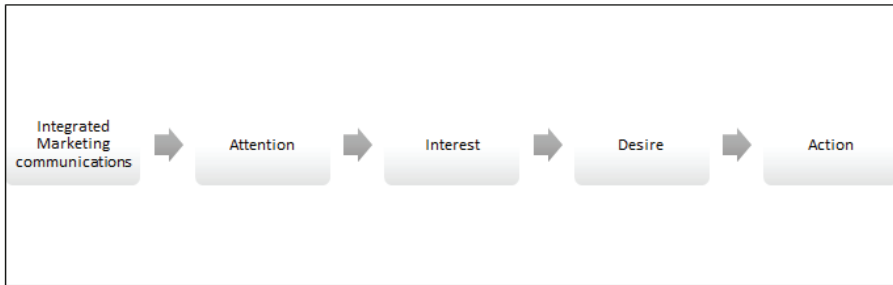 Integrated
Marketing
communications
Attention
Interest
Desire
Action